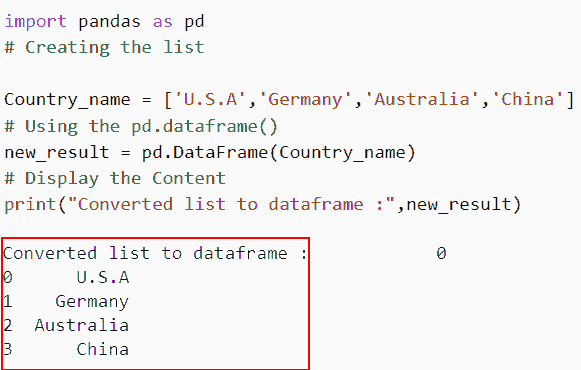 import pandas as pd
# Creating the list
Country_name = ['U.S.A','Germany','Australia','China']
# Using the pd.dataframe()
new_result = pd.DataFrame(Country_name)
# Display the Content
print("Converted list to dataframe :",new_result)
Converted list to dataframe : 0
0 U.S.A
1 Germany
2 Australia
3 China